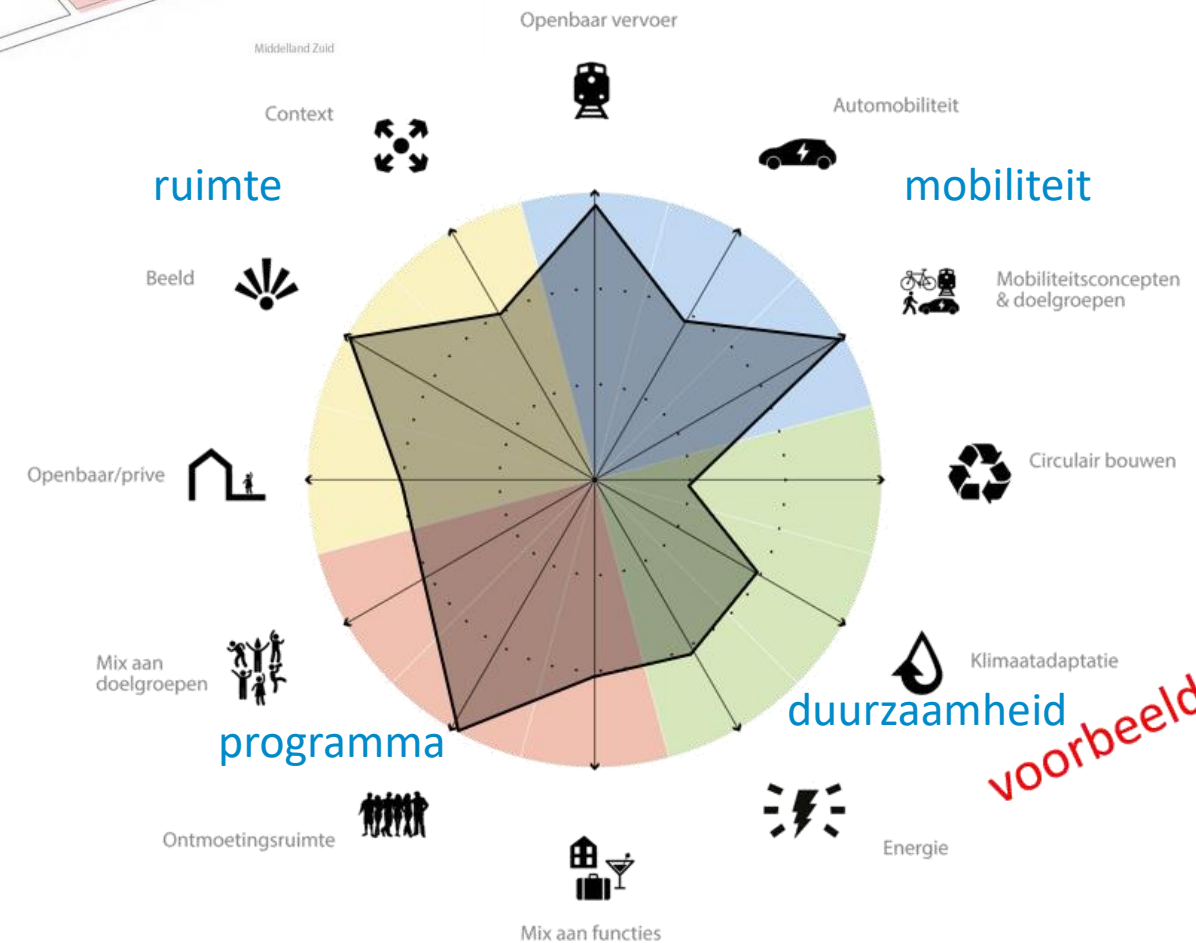 Openbaar vervoer
Middelland Zuid
Context
Automobiliteit
ruimte
mobiliteit
Beeld
Mobiliteitsconcepten
& doelgroepen
Openbaar/prive
Circulair bouwen
Mix aan
doelgroepen
Klimaatadaptatie
duurzaamheid
voorbeeld
programma
Ontmoetingsruimte
Energie
Mix aan functies